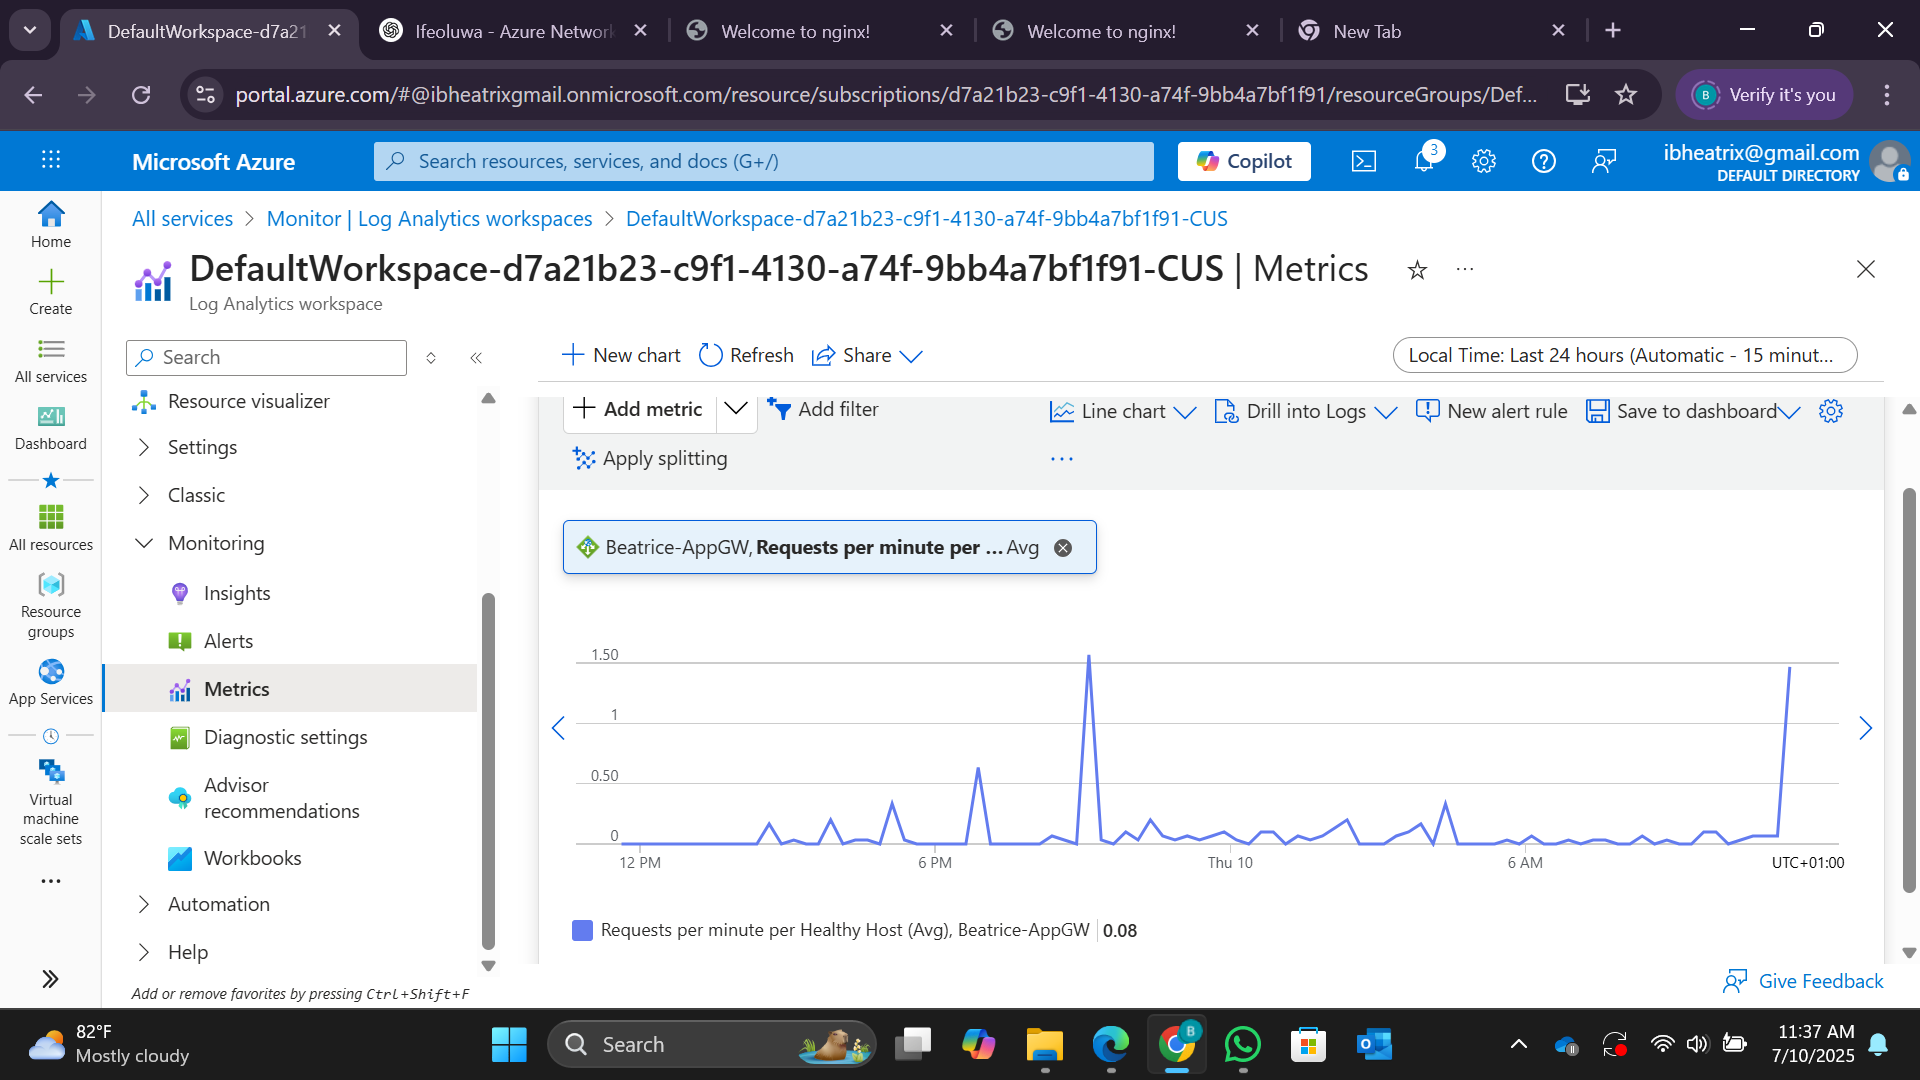 DefaultWorkspace-d7a21
Ifeoluwa - Azure Network
Welcome to nginx!
Welcome to nginx!
New Tab
portal.azure.com/#@ibheatrixgmail.onmicrosoft.com/resource/subscriptions/d7a21b23-c9f1-4130-a74f-9bb4a7bf1f91/resourceGroups/Def...
B
Verify it's you
Microsoft Azure
Search resources, services, and docs (G+/)
Copilot
3
ibheatrix@gmail.com
DEFAULT DIRECTORY
Home
Create
All services
Dashboard
All resources
Resource
groups
App Services
Virtual
machine
scale sets
All services > Monitor | Log Analytics workspaces > DefaultWorkspace-d7a21b23-c9f1-4130-a74f-9bb4a7bf1f91-CUS
DefaultWorkspace-d7a21b23-c9f1-4130-a74f-9bb4a7bf1f91-CUS | Metrics
Log Analytics workspace
Search
Resource visualizer
Settings
Classic
Monitoring
Insights
Alerts
Metrics
Diagnostic settings
Advisor
recommendations
Workbooks
Automation
Help
Add or remove favorites by pressing Ctrl+Shift+F
New chart
Refresh
Share
Local Time: Last 24 hours (Automatic - 15 minut...
Add metric
Add filter
Line chart
Drill into Logs
New alert rule
Save to dashboard
Apply splitting
Beatrice-AppGW, Requests per minute per ... Avg
1.50
1
0.50
0
12 PM
6 PM
Thu 10
6 AM
UTC+01:00
Requests per minute per Healthy Host (Avg), Beatrice-AppGW
0.08
Give Feedback
82°F
Mostly cloudy
Search
B
11:37 AM
7/10/2025